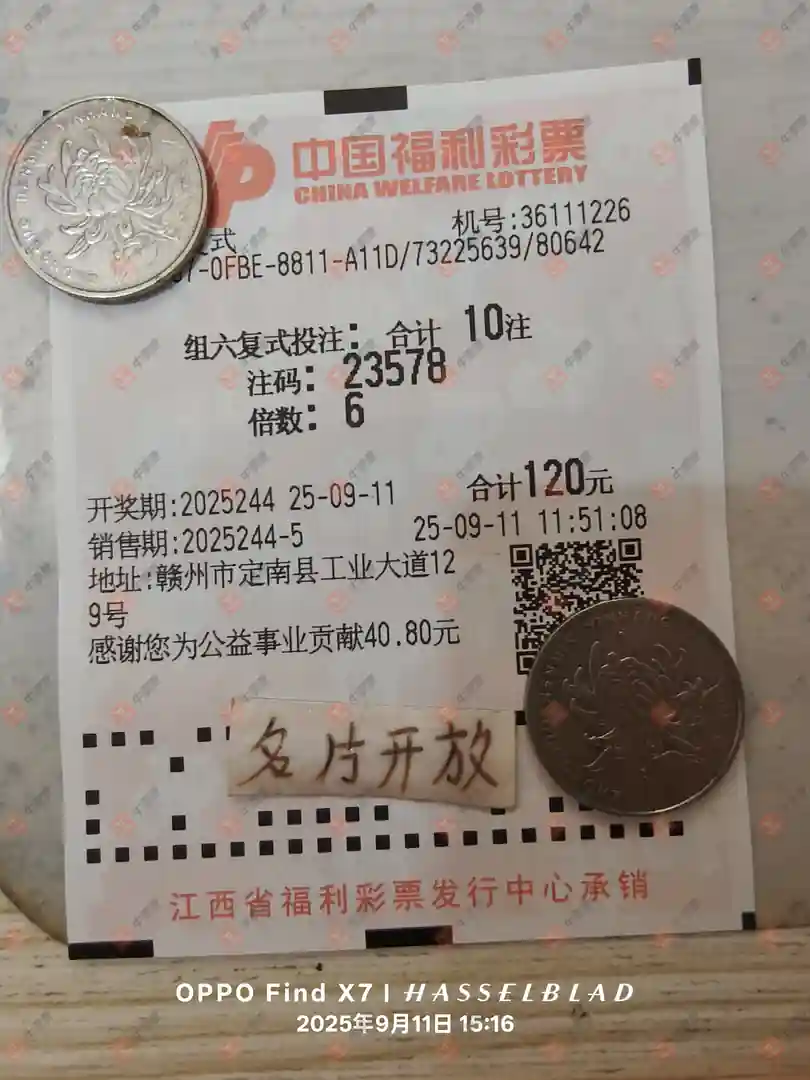 中国福利彩票
CHINA WELFARE LOTTERY
机号:36111226
式
7-0FBE-8811-A11D/73225639/80642
组六复式投注: 合计 10注
注码: 23578
倍数: 6
开奖期:2025244 25-09-11 合计120元
销售期:2025244-5 25-09-11 11:51:08
地址:赣州市定南县工业大道12
9号
感谢您为公益事业贡献40.80元
名片开放
江西省福利彩票发行中心承销
OPPO Find X7 | HASSELBLAD
2025年9月11日 15:16